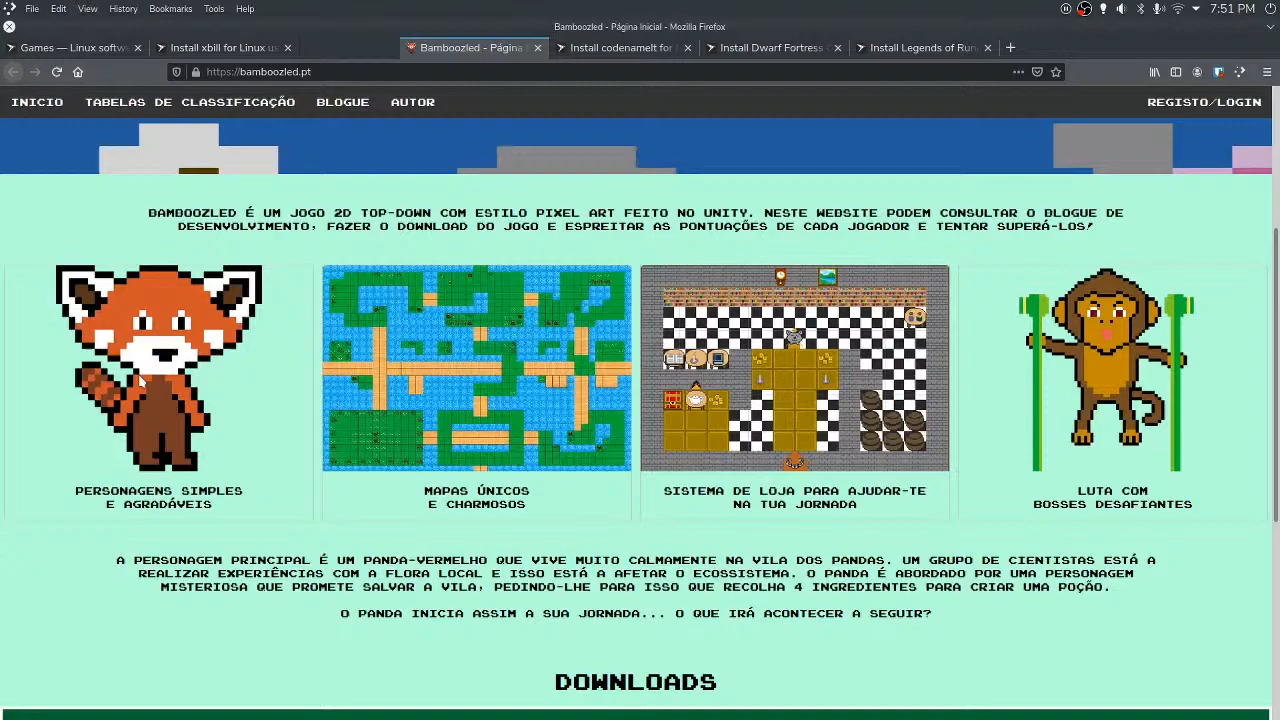 File Edit View History Bookmarks Tools Help 7:51 PM
Bamboozled - Página Inicial - Mozilla Firefox
Games — Linux softw Install xbill for Linux us Bamboozled - Página Install codenamelt for Install Dwarf Fortress Install Legends of Run
https://bamboozled.pt
INICIO TABELAS DE CLASSIFICAÇÃO BLOGUE AUTOR REGISTO/LOGIN
BAMBOOZLED É UM JOGO 2D TOP-DOWN COM ESTILO PIXEL ART FEITO NO UNITY. NESTE WEBSITE PODEM CONSULTAR O BLOGUE DE
DESENVOLVIMENTO, FAZER O DOWNLOAD DO JOGO E ESPREITAR AS PONTUAÇÕES DE CADA JOGADOR E TENTAR SUPERÁ-LOS!
PERSONAGENS SIMPLES
E AGRADÁVEIS
MAPAS ÚNICOS
E CHARMOSOS
SISTEMA DE LOJA PARA AJUDAR-TE
NA TUA JORNADA
LUTA COM
BOSSES DESAFIANTES
A PERSONAGEM PRINCIPAL É UM PANDA-VERMELHO QUE VIVE MUITO CALMAMENTE NA VILA DOS PANDAS. UM GRUPO DE CIENTISTAS ESTÁ A
REALIZAR EXPERIÊNCIAS COM A FLORA LOCAL E ISSO ESTÁ A AFETAR O ECOSSISTEMA. O PANDA É ABORDADO POR UMA PERSONAGEM
MISTERIOSA QUE PROMETE SALVAR A VILA, PEDINDO-LHE PARA ISSO QUE RECOLHA 4 INGREDIENTES PARA CRIAR UMA POÇÃO.
O PANDA INICIA ASSIM A SUA JORNADA... O QUE IRÁ ACONTECER A SEGUIR?
DOWNLOADS